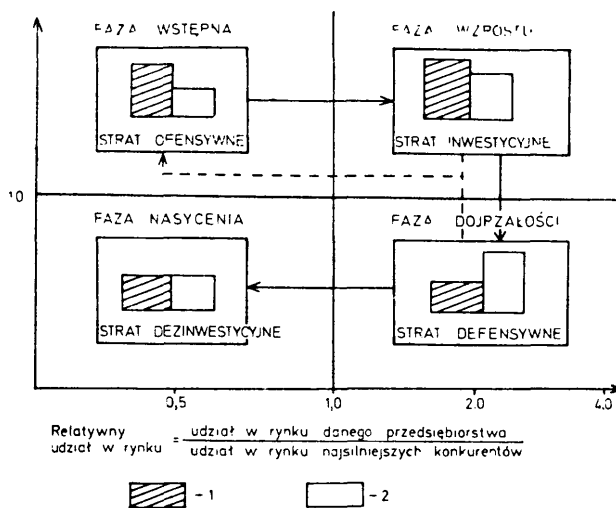 FAZA WSTĘPNA
FAZA WZROSTU
STRAT OFENSYWNE
STRAT INWESTYCYJNE
10
FAZA NASYCENIA
FAZA DOJRZAŁOŚCI
STRAT DEZINWESTYCYJNE
STRAT DEFENSYWNE
0,5
1,0
2.0
4,0
Relatywny udział w rynku = udział w rynku danego przedsiębiorstwa
udział w rynku najsilniejszych konkurentów
- 1
- 2